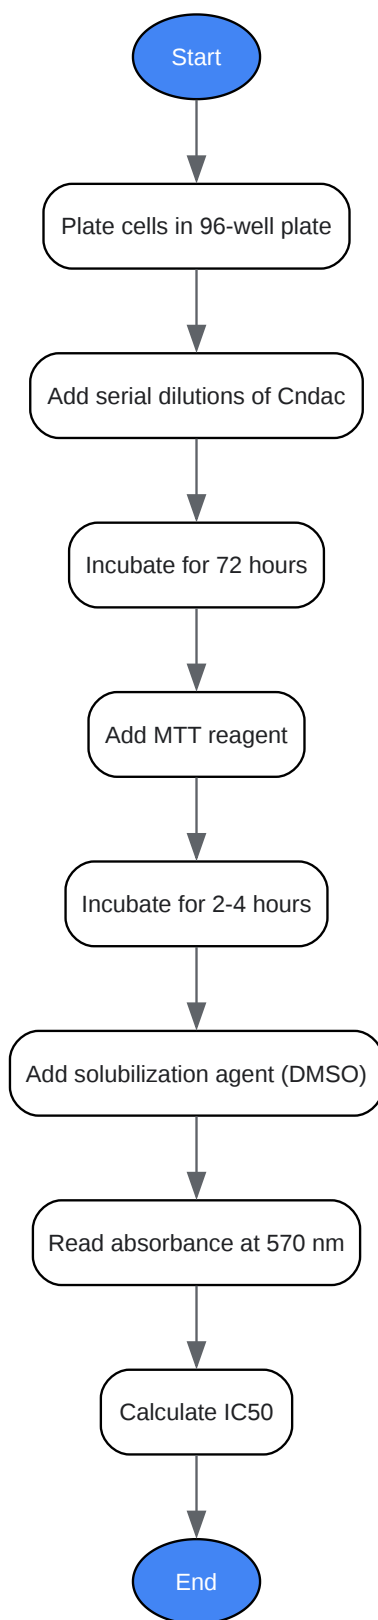 Start
Plate cells in 96-well plate
Add serial dilutions of Cndac
Incubate for 72 hours
Add MTT reagent
Incubate for 2-4 hours
Add solubilization agent (DMSO)
Read absorbance at 570 nm
Calculate IC50
End